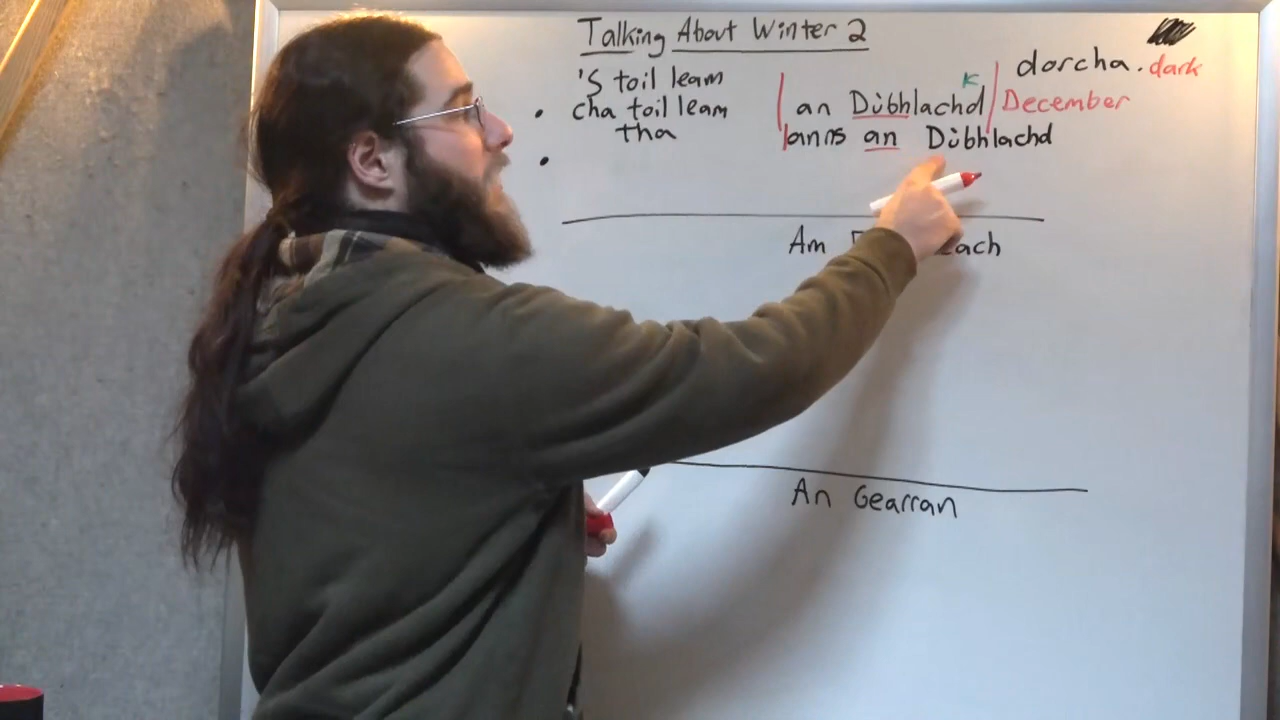 Talking About Winter 2
'S toil leam
cha toil leam
tha
dorcha. dark
k
an Dùbhlachd December
anns an Dùbhlachd
Am
An Gearran